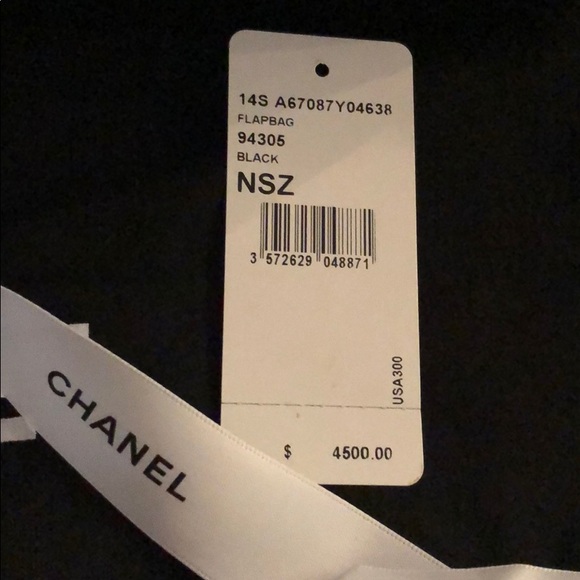 14S A67087Y04638
FLAPBAG
94305
BLACK
NSZ
3 572629 048871
USA300
$ 4500.00
CHANEL